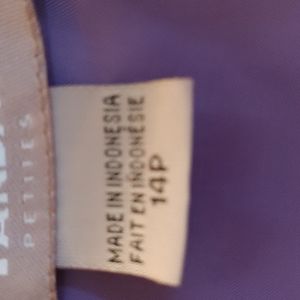 PETITES
MADE IN INDONESIA
FAIT EN INDONÉSIE
14P